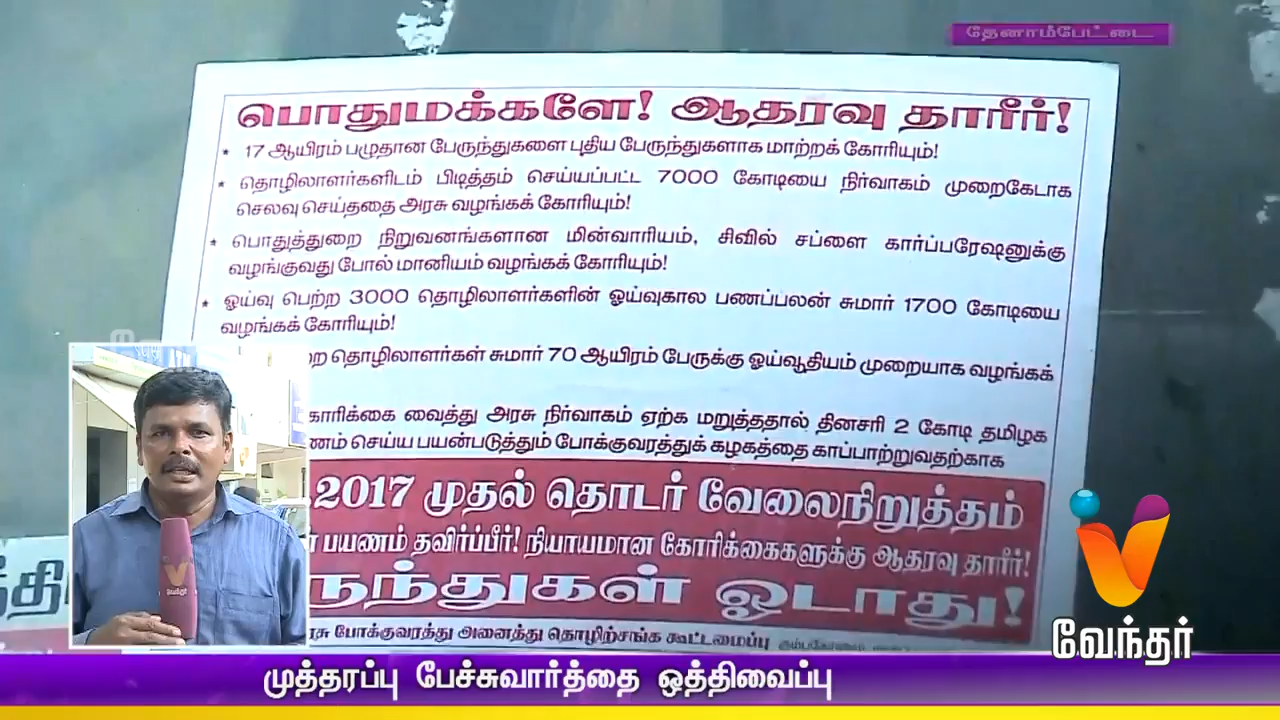 தேனாம்பேட்டை
பொதுமக்களே! ஆதரவு தாரீர்!
* 17 ஆயிரம் பழுதான பேருந்துகளை புதிய பேருந்துகளாக மாற்றக் கோரியும்!
* தொழிலாளர்களிடம் பிடித்தம் செய்யப்பட்ட 7000 கோடியை நிர்வாகம் முறைகேடாக
செலவு செய்ததை அரசு வழங்கக் கோரியும்!
* பொதுத்துறை நிறுவனங்களான மின்வாரியம், சிவில் சப்ளை கார்ப்பரேஷனுக்கு
வழங்குவது போல் மானியம் வழங்கக் கோரியும்!
* ஓய்வு பெற்ற 3000 தொழிலாளர்களின் ஓய்வுகால பணப்பலன் சுமார் 1700 கோடியை
வழங்கக் கோரியும்!
தொழிலாளர்கள் சுமார் 70 ஆயிரம் பேருக்கு ஓய்வூதியம் முறையாக வழங்கக்
வைத்து அரசு நிர்வாகம் ஏற்க மறுத்ததால் தினசரி 2 கோடி தமிழக
செய்ய பயன்படுத்தும் போக்குவரத்துக் கழகத்தை காப்பாற்றுவதற்காக
2017 முதல் தொடர் வேலைநிறுத்தம்
பயணம் தவிர்ப்பீர்! நியாயமான கோரிக்கைகளுக்கு ஆதரவு தாரீர்!
ருந்துகள் ஓடாது!
போக்குவரத்து அனைத்து தொழிற்சங்க கூட்டமைப்பு
வேந்தர்
முத்தரப்பு பேச்சுவார்த்தை ஒத்திவைப்பு